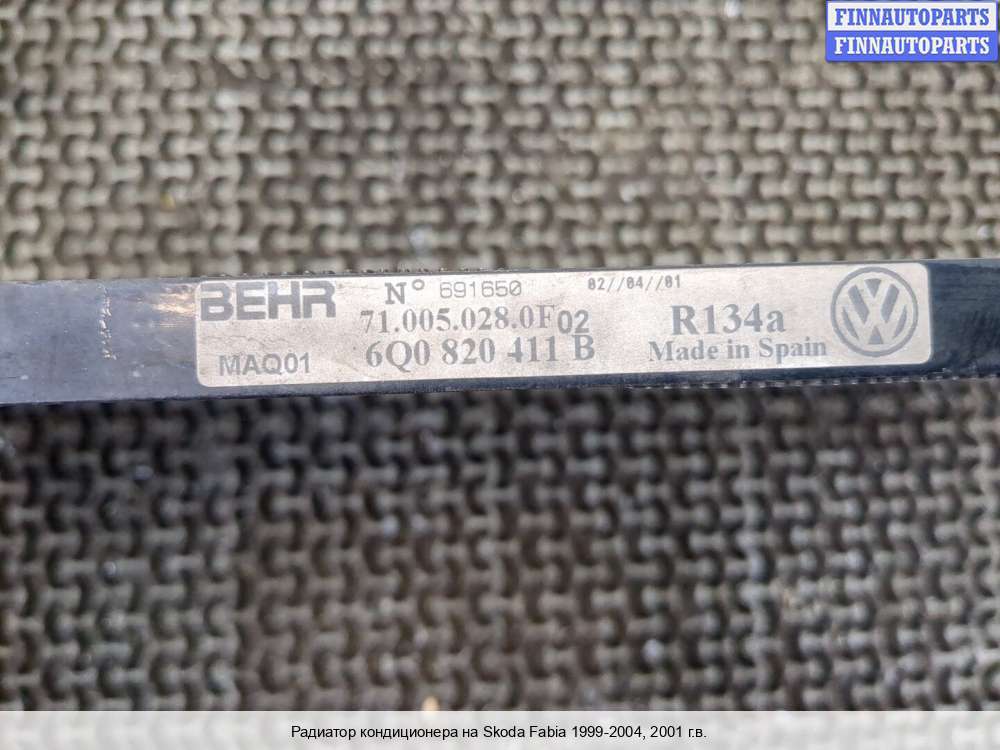 FINNAUTOPARTS
FINNAUTOPARTS
BEHR N° 691650 02//04//01
71.005.028.0F02 R134a
MAQ01 6Q0 820 411 B Made in Spain
Радиатор кондиционера на Skoda Fabia 1999-2004, 2001 г.в.